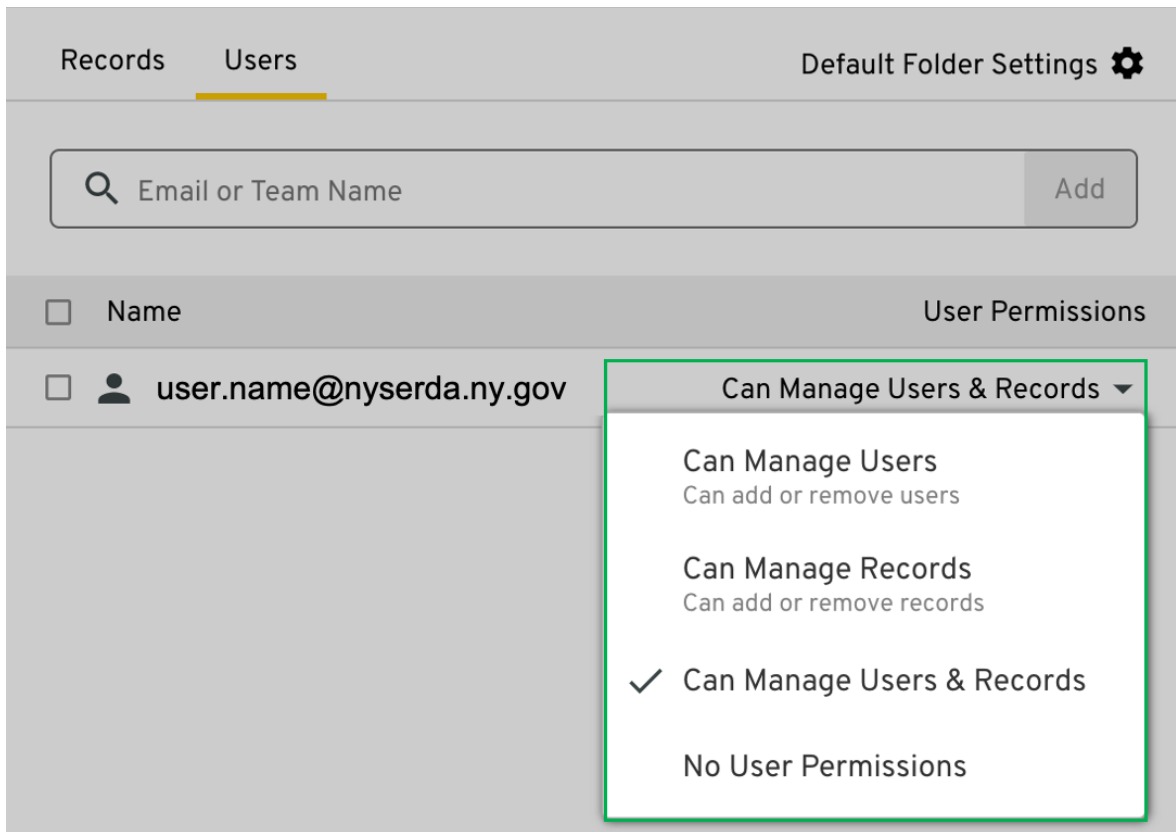 Records Users Default Folder Settings
Email or Team Name Add
Name User Permissions
user.name@nyserda.ny.gov Can Manage Users & Records
Can Manage Users
Can add or remove users
Can Manage Records
Can add or remove records
Can Manage Users & Records
No User Permissions